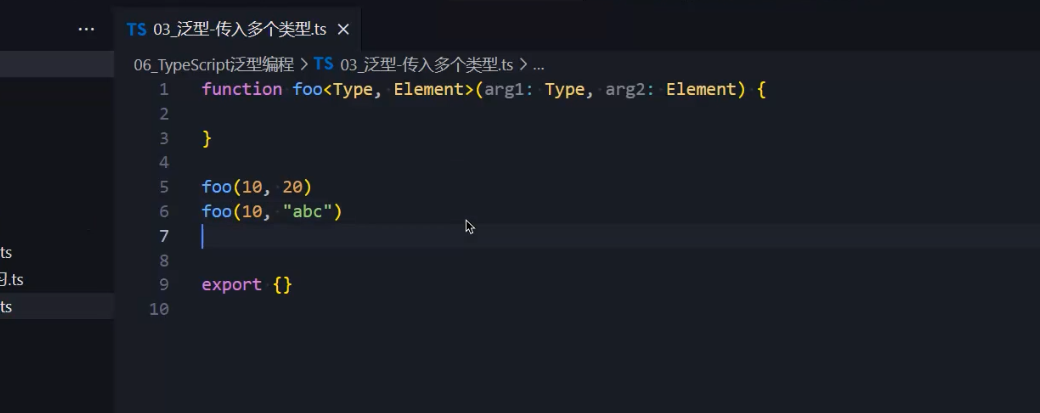 ... TS 03_泛型-传入多个类型.ts ×
06_TypeScript泛型编程 > TS 03_泛型-传入多个类型.ts > ...
1 function foo<Type, Element>(arg1: Type, arg2: Element) {
2
3 }
4
5 foo(10, 20)
6 foo(10, "abc")
7
ts
8
习.ts
9 export {}
ts
10